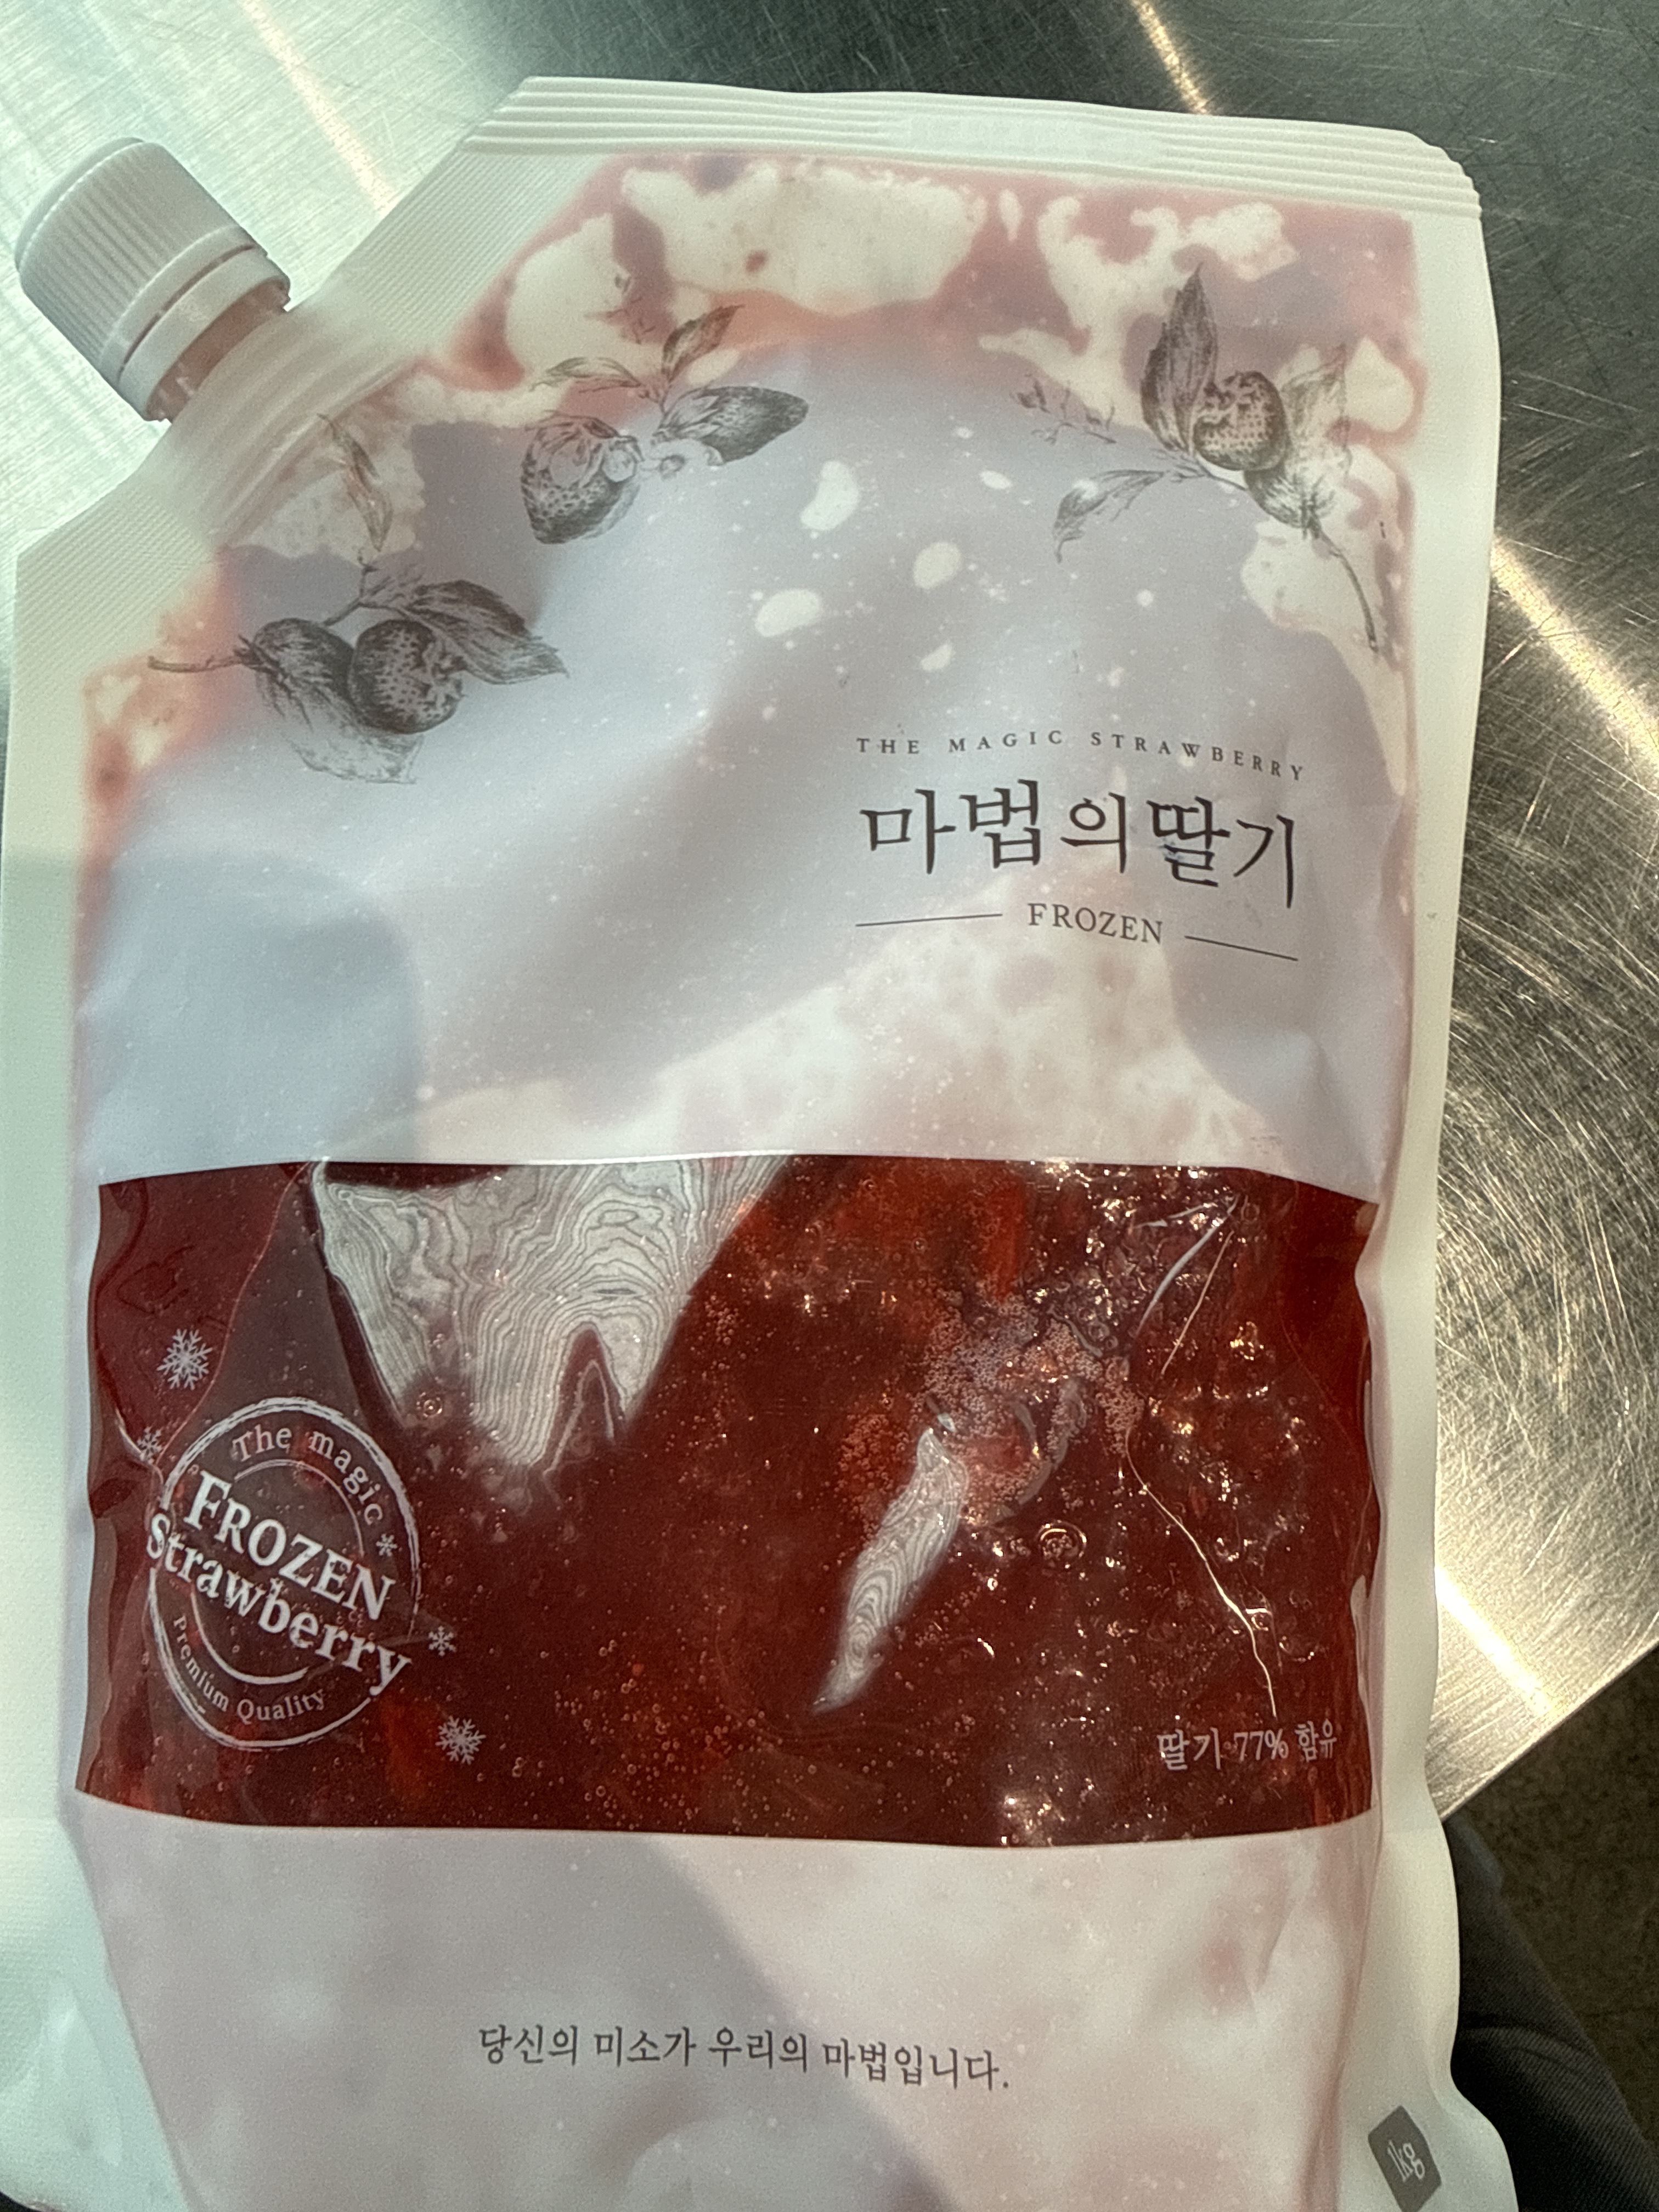 THE MAGIC STRAWBERRY
마법의딸기
FROZEN
The magic
FROZEN
Strawberry
Premium Quality
딸기 77% 함유
당신의 미소가 우리의 마법입니다.
1kg